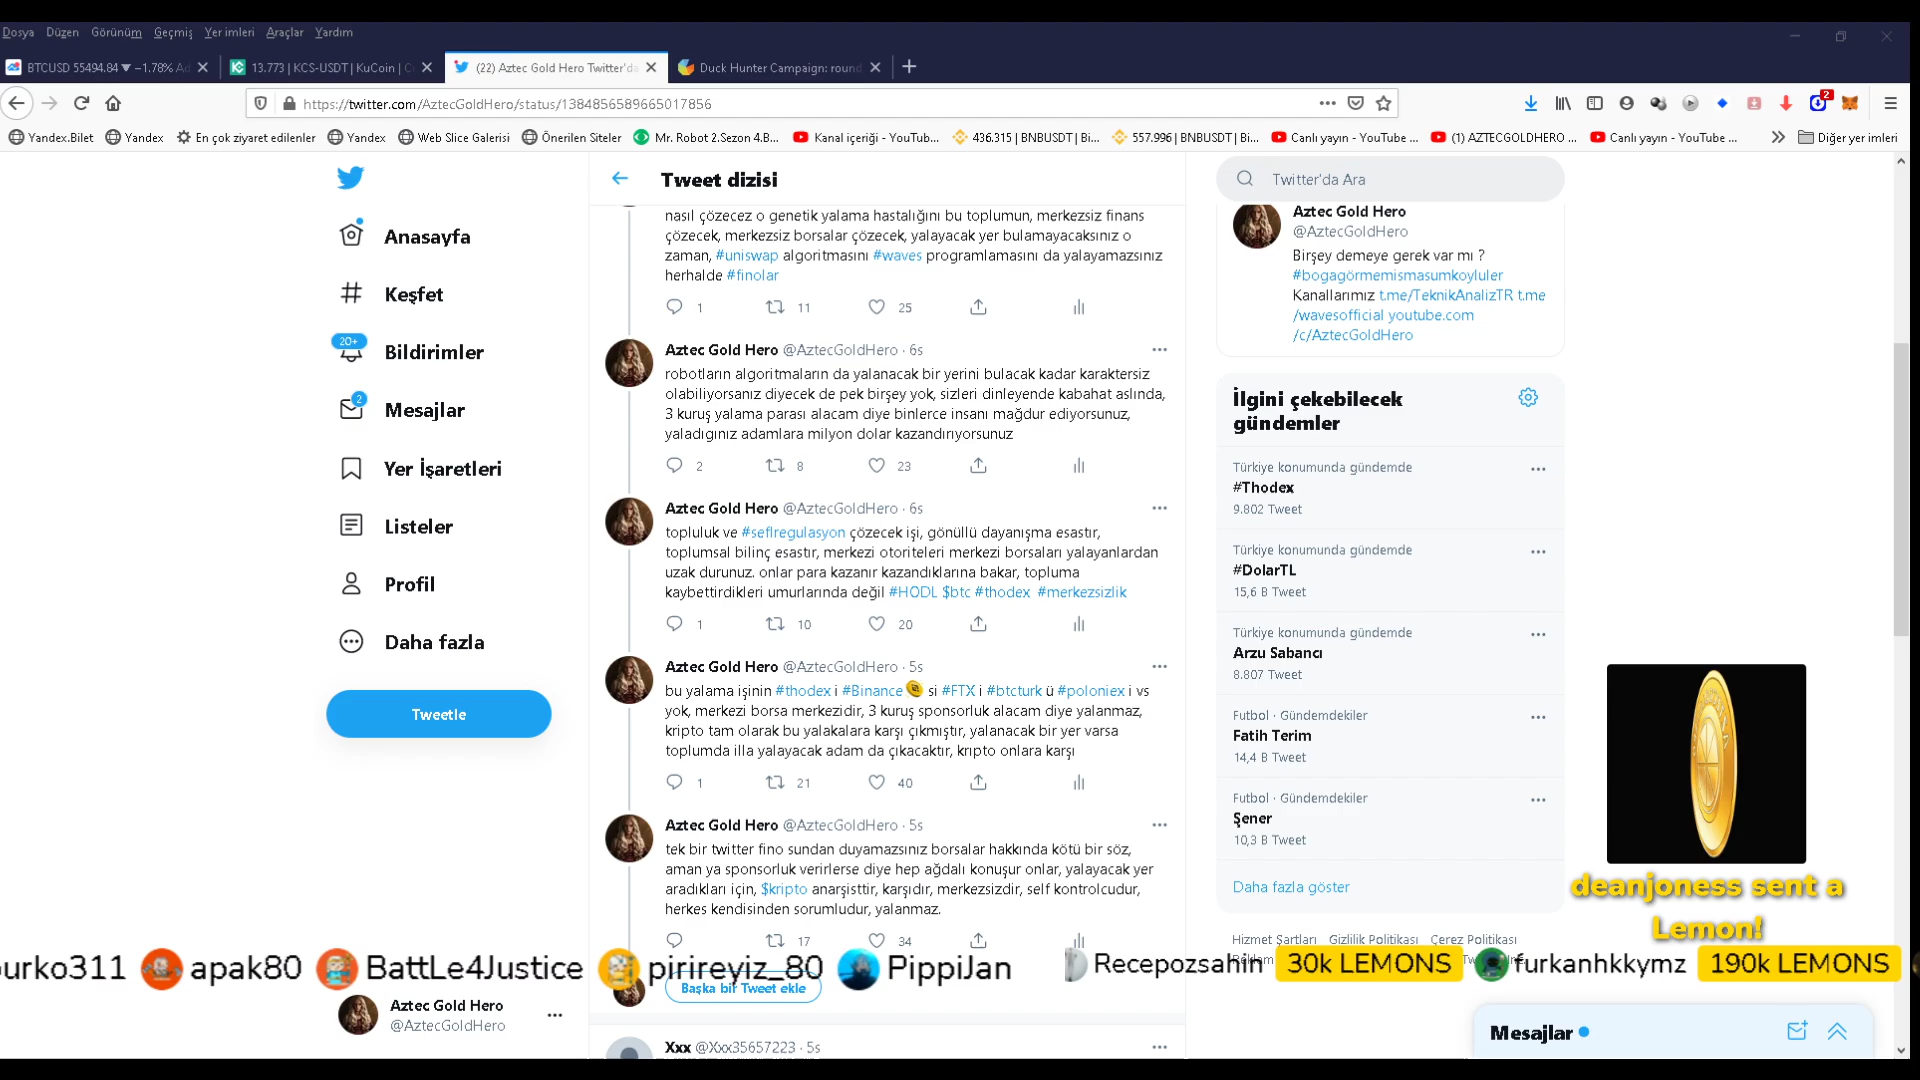 Dosya Düzen Görünüm Geçmiş Yer imleri Araçlar Yardım
BTCUSD 55494.84 ▼ −1.78% Ad
13.773 | KCS-USDT | KuCoin | C
(22) Aztec Gold Hero Twitter'da
Duck Hunter Campaign: round
https://twitter.com/AztecGoldHero/status/1384856589665017856
2
Yandex.Bilet Yandex En çok ziyaret edilenler Yandex Web Slice Galerisi Önerilen Siteler Mr. Robot 2.Sezon 4.B... Kanal içeriği - YouTu... 436.315 | BNBUSDT | Bi... 557.996 | BNBUSDT | Bi... Canlı yayın - YouTube ... (1) AZTECGOLDHERO ... Canlı yayın - YouTube ... Diğer yer imleri
Anasayfa
Keşfet
20+
Bildirimler
2
Mesajlar
Yer İşaretleri
Listeler
Profil
Daha fazla
Tweetle
Aztec Gold Hero
@AztecGoldHero
Tweet dizisi
nasıl çözecez o genetik yalama hastalığını bu toplumun, merkezsiz finans
çözecek, merkezsiz borsalar çözecek, yalayacak yer bulamayacaksınız o
zaman, #uniswap algoritmasını #waves programlamasını da yalayamazsınız
herhalde #finolar
1 11 25
Aztec Gold Hero @AztecGoldHero · 6s
robotların algoritmaların da yalanacak bir yerini bulacak kadar karaktersiz
olabiliyorsanız diyecek de pek birşey yok, sizleri dinleyende kabahat aslında,
3 kuruş yalama parası alacam diye binlerce insanı mağdur ediyorsunuz,
yaladıgınız adamlara milyon dolar kazandırıyorsunuz
2 8 23
Aztec Gold Hero @AztecGoldHero · 6s
topluluk ve #seflregulasyon çözecek işi, gönüllü dayanışma esastır,
toplumsal bilinç esastır, merkezi otoriteleri merkezi borsaları yalayanlardan
uzak durunuz. onlar para kazanır kazandıklarına bakar, topluma
kaybettirdikleri umurlarında değil #HODL $btc #thodex #merkezsizlik
1 10 20
Aztec Gold Hero @AztecGoldHero · 5s
bu yalama işinin #thodex i #Binance si #FTX i #btcturk ü #poloniex i vs
yok, merkezi borsa merkezidir, 3 kuruş sponsorluk alacam diye yalanmaz,
kripto tam olarak bu yalakalara karşı çıkmıştır, yalanacak bir yer varsa
toplumda illa yalayacak adam da çıkacaktır, kripto onlara karşı
1 21 40
Aztec Gold Hero @AztecGoldHero · 5s
tek bir twitter fino sundan duyamazsınız borsalar hakkında kötü bir söz,
aman ya sponsorluk verirlerse diye hep ağdalı konuşur onlar, yalayacak yer
aradıkları için, $kripto anarşisttir, karşıdır, merkezsizdir, self kontrolcudur,
herkes kendisinden sorumludur, yalanmaz.
17 34
Başka bir Tweet ekle
Xxx @Xxx35657223 · 5s
Twitter'da Ara
Aztec Gold Hero
@AztecGoldHero
Birşey demeye gerek var mı ?
#bogagörmemismasumkoyluler
Kanallarımız t.me/TeknikAnalizTR t.me
/wavesofficial youtube.com
/c/AztecGoldHero
İlgini çekebilecek
gündemler
Türkiye konumunda gündemde
#Thodex
9.802 Tweet
Türkiye konumunda gündemde
#DolarTL
15,6 B Tweet
Türkiye konumunda gündemde
Arzu Sabancı
8.807 Tweet
Futbol · Gündemdekiler
Fatih Terim
14,4 B Tweet
Futbol · Gündemdekiler
Şener
10,3 B Tweet
Daha fazla göster
Hizmet Şartları Gizlilik Politikası Çerez Politikası
deanjoness sent a
Lemon!
urko311 apak80 BattLe4Justice pirireyiz_80 PippiJan Recepozsahin 30k LEMONS furkanhkkymz 190k LEMONS
Mesajlar